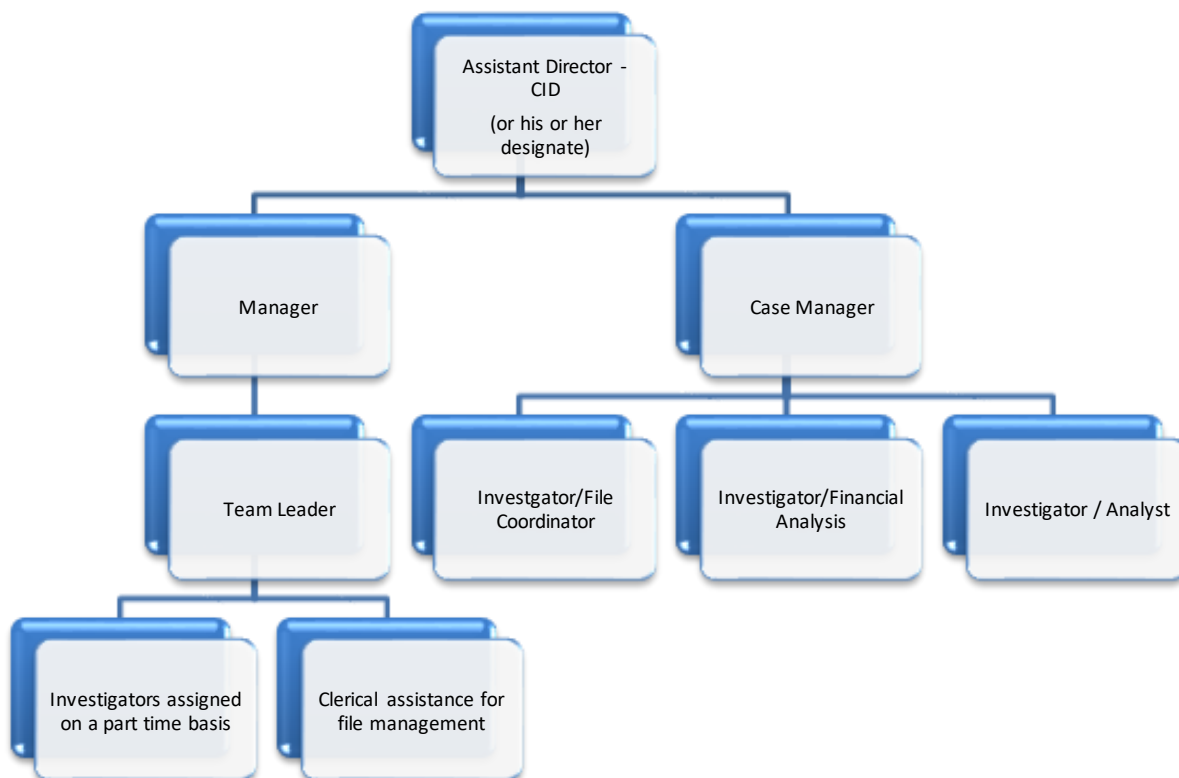 Assistant Director -
CID
(or his or her
designate)
Manager
Case Manager
Team Leader
Investgator/File
Coordinator
Investigator/Financial
Analysis
Investigator / Analyst
Investigators assigned
on a part time basis
Clerical assistance for
file management